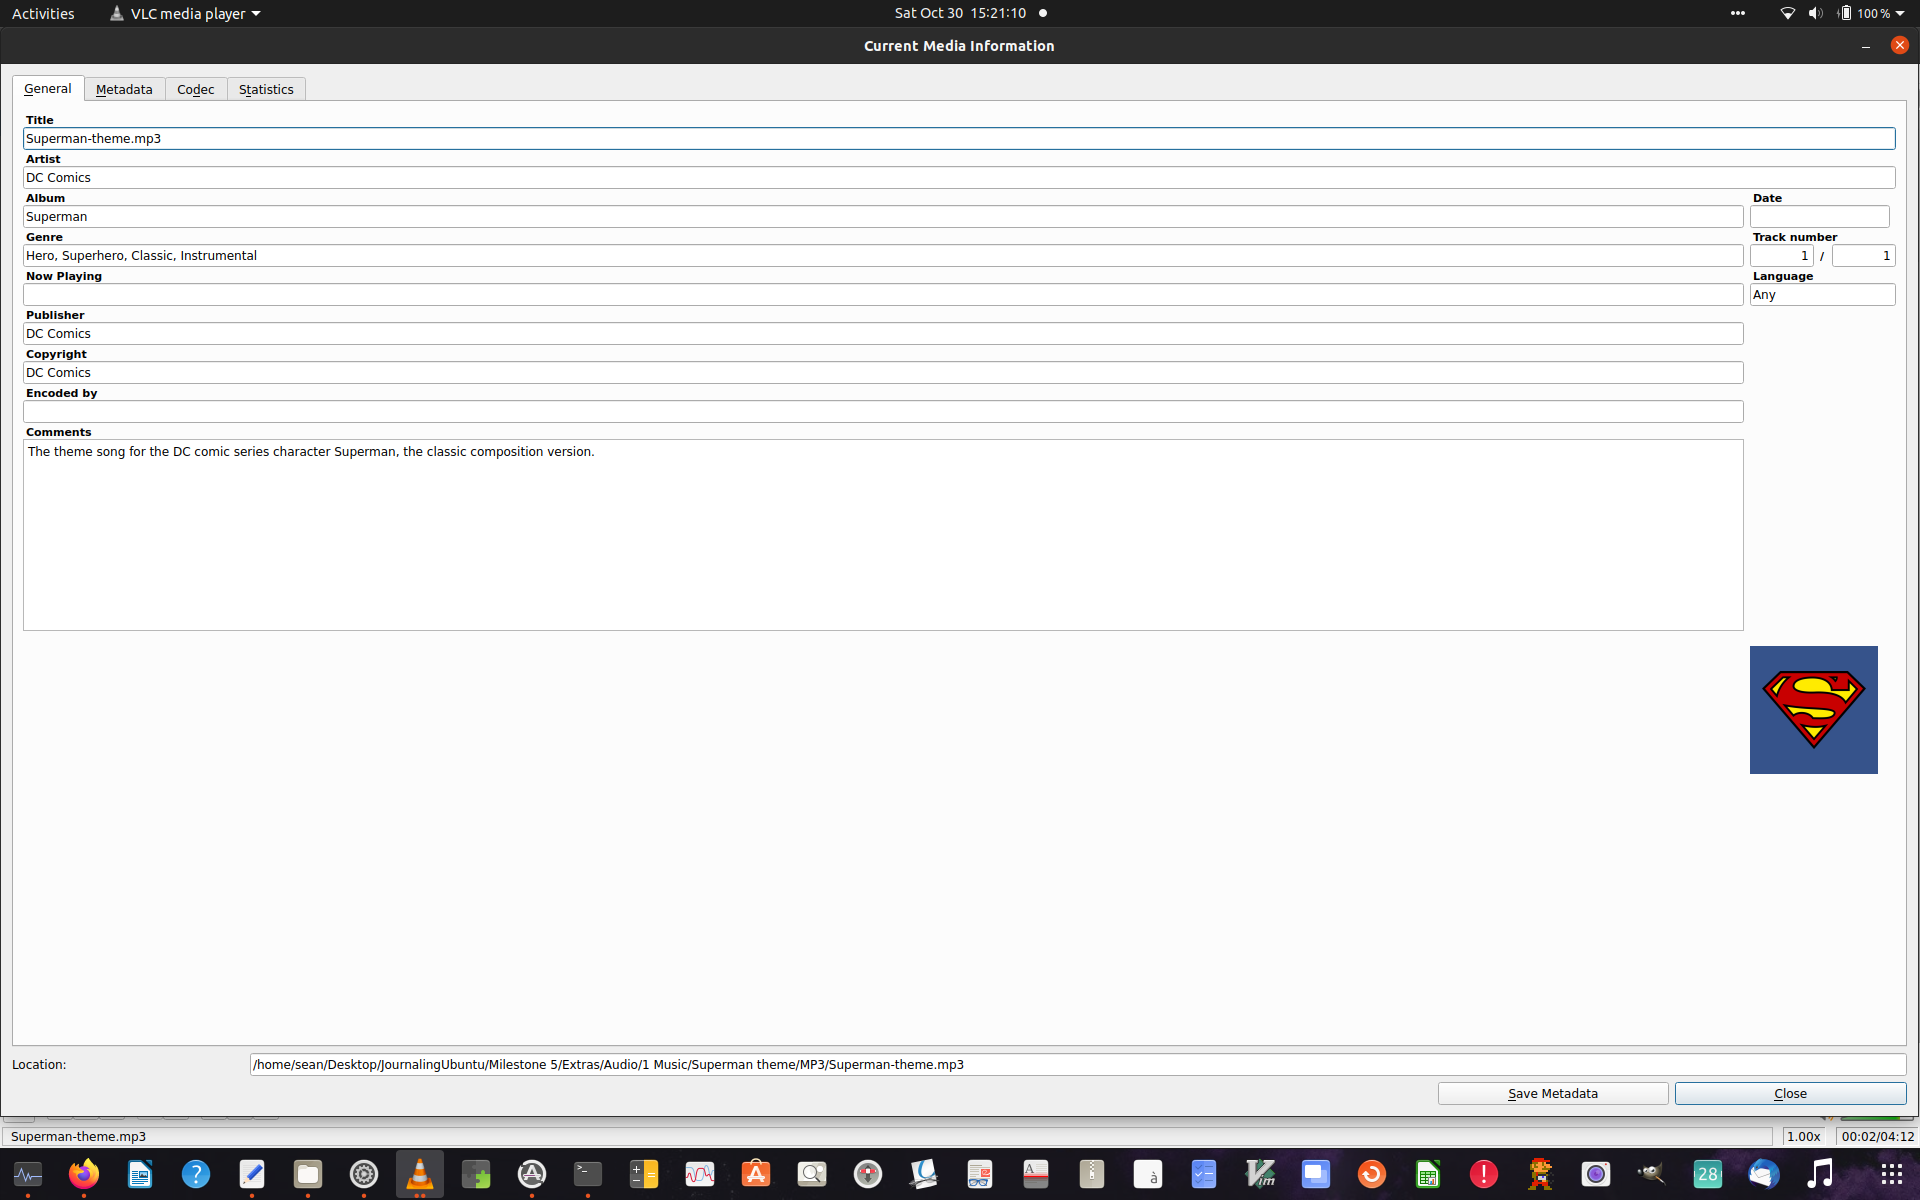 Activities VLC media player Sat Oct 30 15:21:10 100 %
Current Media Information
General Metadata Codec Statistics
Title
Superman-theme.mp3
Artist
DC Comics
Album Date
Superman
Genre Track number
Hero, Superhero, Classic, Instrumental 1 / 1
Now Playing Language
Any
Publisher
DC Comics
Copyright
DC Comics
Encoded by
Comments
The theme song for the DC comic series character Superman, the classic composition version.
S
Location: /home/sean/Desktop/JournalingUbuntu/Milestone 5/Extras/Audio/1 Music/Superman theme/MP3/Superman-theme.mp3
Save Metadata Close
Superman-theme.mp3 1.00x 00:02/04:12
? >_ A à Vim ! 28